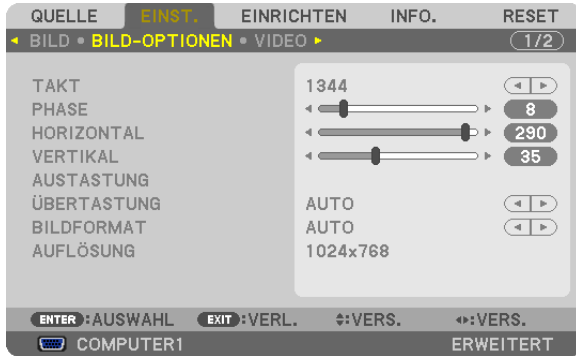 QUELLE EINST. EINRICHTEN INFO. RESET
BILD • BILD-OPTIONEN • VIDEO 1/2
TAKT 1344
PHASE 8
HORIZONTAL 290
VERTIKAL 35
AUSTASTUNG
ÜBERTASTUNG AUTO
BILDFORMAT AUTO
AUFLÖSUNG 1024x768
ENTER :AUSWAHL EXIT :VERL. :VERS. :VERS.
COMPUTER1 ERWEITERT